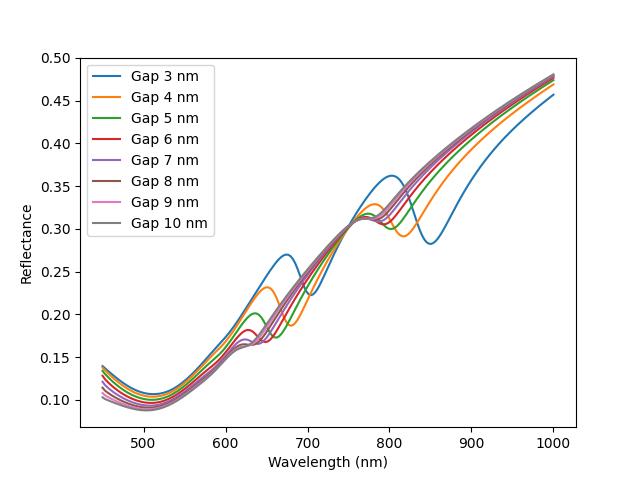 0.50
0.45
0.40
0.35
0.30
0.25
0.20
0.15
0.10
Reflectance
Gap 3 nm
Gap 4 nm
Gap 5 nm
Gap 6 nm
Gap 7 nm
Gap 8 nm
Gap 9 nm
Gap 10 nm
500 600 700 800 900 1000
Wavelength (nm)